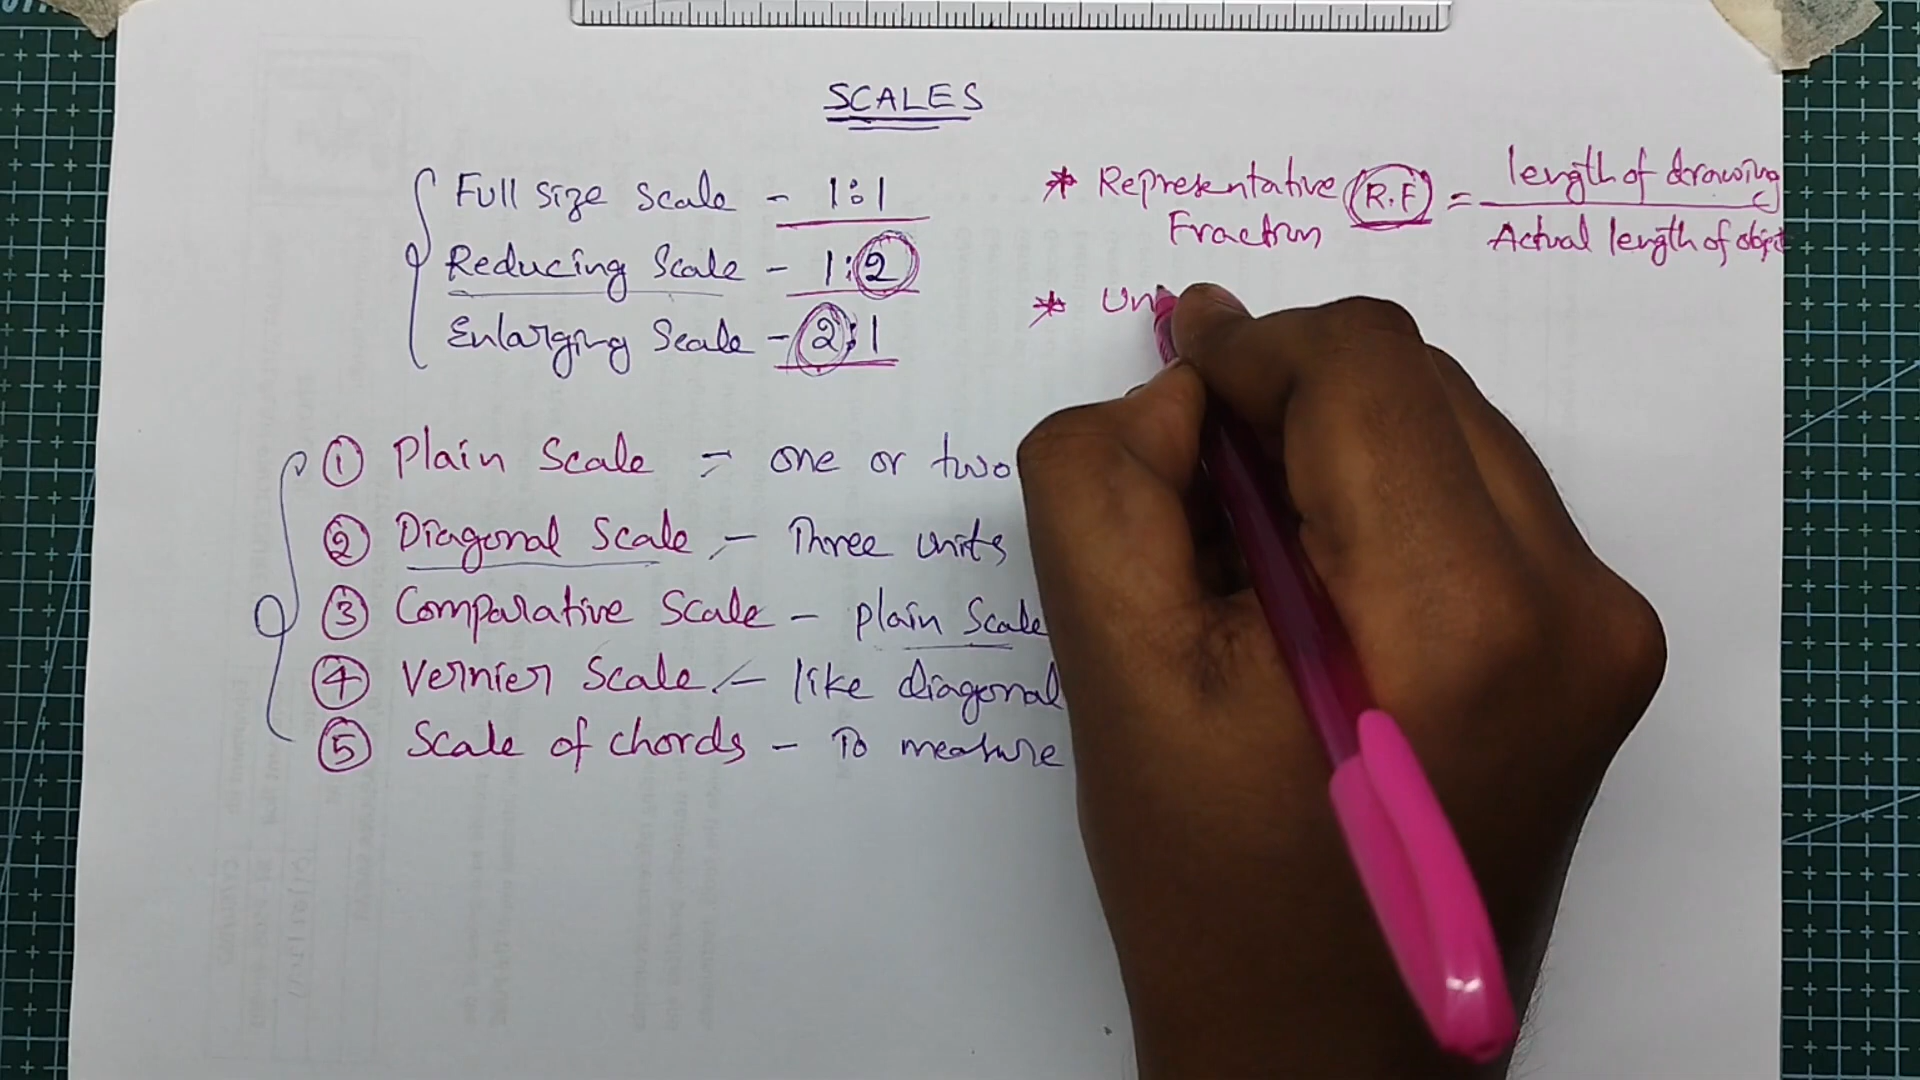 SCALES
Full size scale - 1:1
Reducing Scale - 1:2
Enlarging Scale - 2:1
* Representative (R.F) = length of drawing
Fraction Actual length of object
* Un
① Plain Scale - one or two
② Diagonal Scale - Three units
③ Comparative Scale - plain Scale
④ Vernier Scale - like diagonal
⑤ Scale of chords - To measure